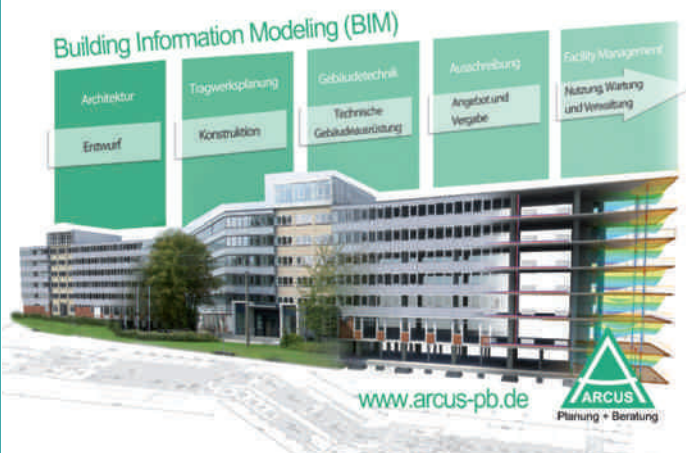 Building Information Modeling (BIM)
Architektur
Entwurf
Tragwerksplanung
Konstruktion
Gebäudetechnik
Technische
Gebäudeausrüstung
Ausschreibung
Angebot und
Vergabe
Facility Management
Nutzung, Wartung
und Verwaltung
www.arcus-pb.de
ARCUS
Planung + Beratung